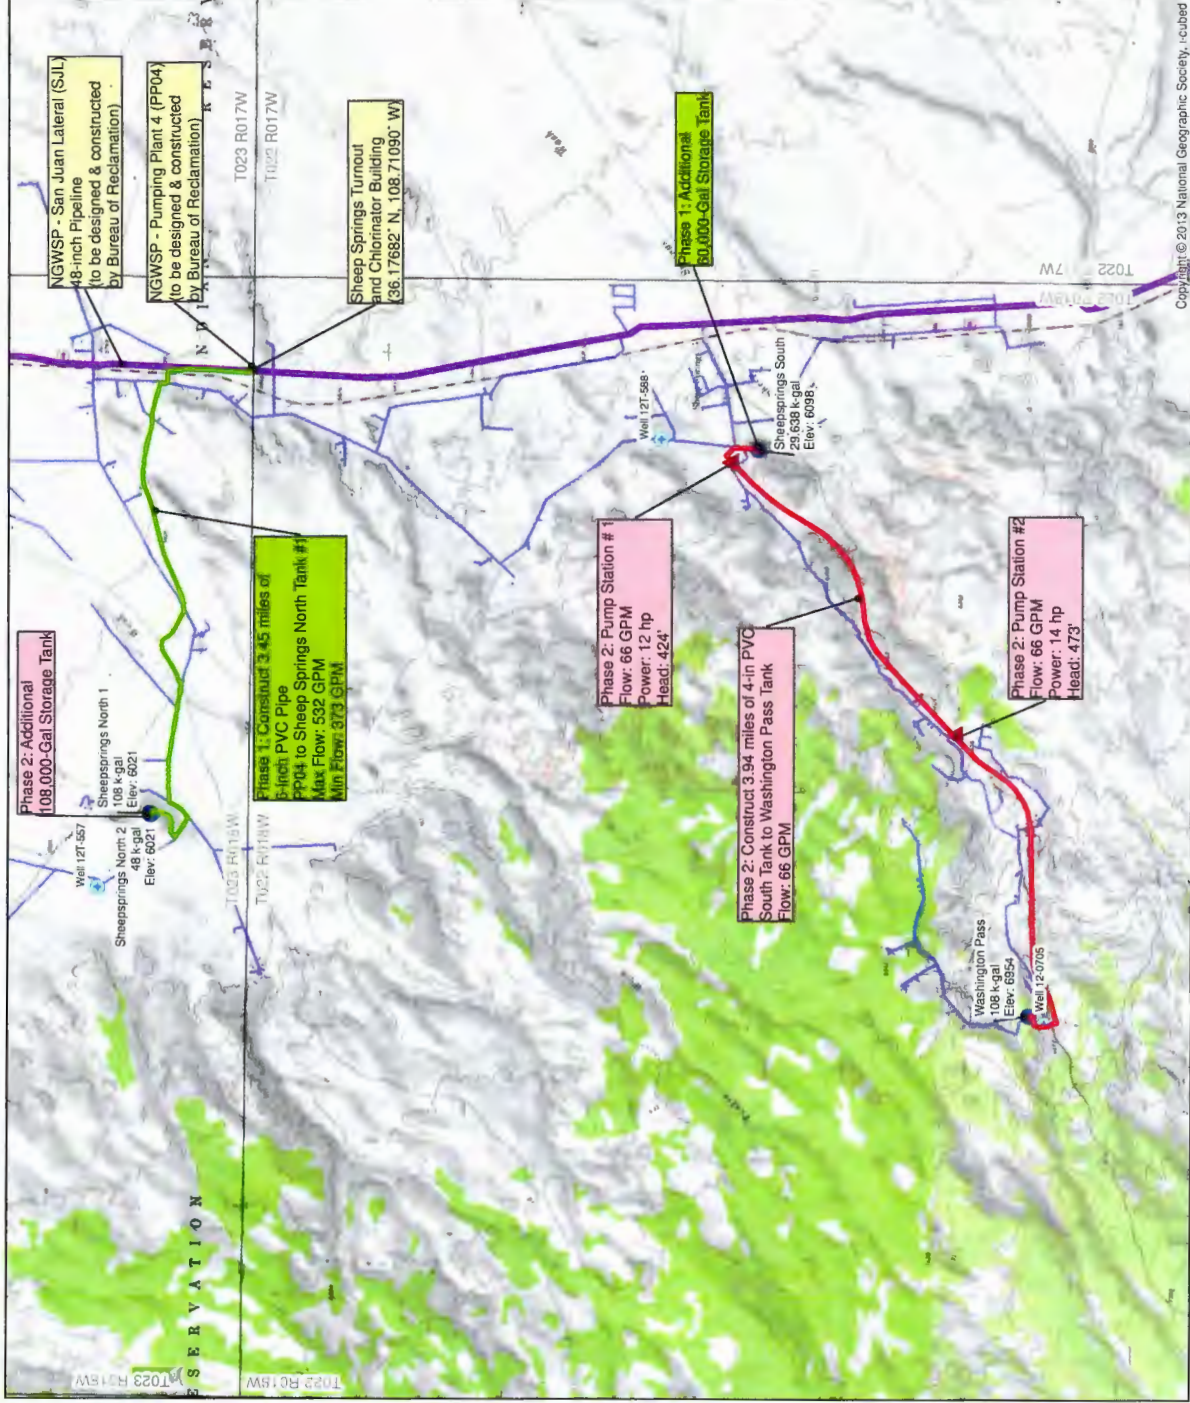 NGWSP - San Juan Lateral (SJL)
48-inch Pipeline
(to be designed & constructed
by Bureau of Reclamation)
NGWSP - Pumping Plant 4 (PP04)
(to be designed & constructed
by Bureau of Reclamation)
T023 R017W
T022 R017W
Sheep Springs Turnout
and Chlorinator Building
(36.17682° N, 108.71090° W)
Phase 1: Additional
60,000-Gal Storage Tank
Phase 2: Additional
108,000-Gal Storage Tank
Sheepsprings North 1
108 k-gal
Elev: 6021
Well 12T-557
Sheepsprings North 2
48 k-gal
Elev: 6021
Phase 1: Construct 3.45 miles of
6-inch PVC Pipe
PP04 to Sheep Springs North Tank #1
Max Flow: 532 GPM
Min Flow: 373 GPM
T023 R018W
T022 R018W
Well 12T-588
Sheepsprings South
29.638 k-gal
Elev: 6098
Phase 2: Pump Station # 1
Flow: 66 GPM
Power: 12 hp
Head: 424'
Phase 2: Construct 3.94 miles of 4-in PVC
South Tank to Washington Pass Tank
Flow: 66 GPM
Phase 2: Pump Station #2
Flow: 66 GPM
Power: 14 hp
Head: 473'
Washington Pass
108 k-gal
Elev: 6954
Well 12-0705
T022 R018W
ESERVATION
T023 R018W
T022 R018W
Copyright © 2013 National Geographic Society, i-cubed